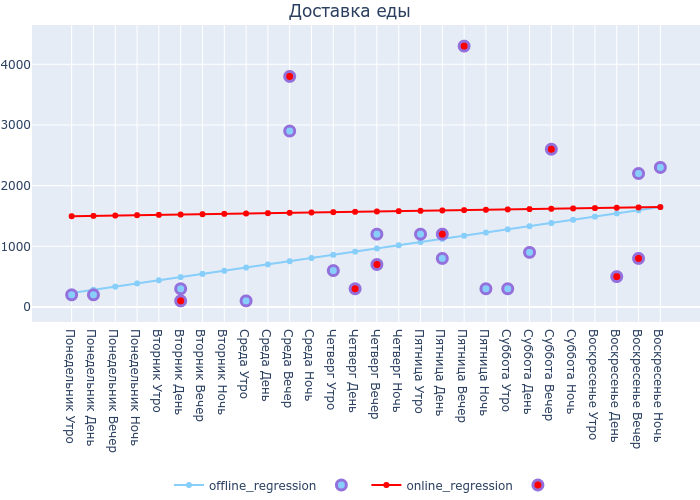 Доставка еды
4000
3000
2000
1000
0
Понедельник Утро
Понедельник День
Понедельник Вечер
Понедельник Ночь
Вторник Утро
Вторник День
Вторник Вечер
Вторник Ночь
Среда Утро
Среда День
Среда Вечер
Среда Ночь
Четверг Утро
Четверг День
Четверг Вечер
Четверг Ночь
Пятница Утро
Пятница День
Пятница Вечер
Пятница Ночь
Суббота Утро
Суббота День
Суббота Вечер
Суббота Ночь
Воскресенье Утро
Воскресенье День
Воскресенье Вечер
Воскресенье Ночь
offline_regression
online_regression